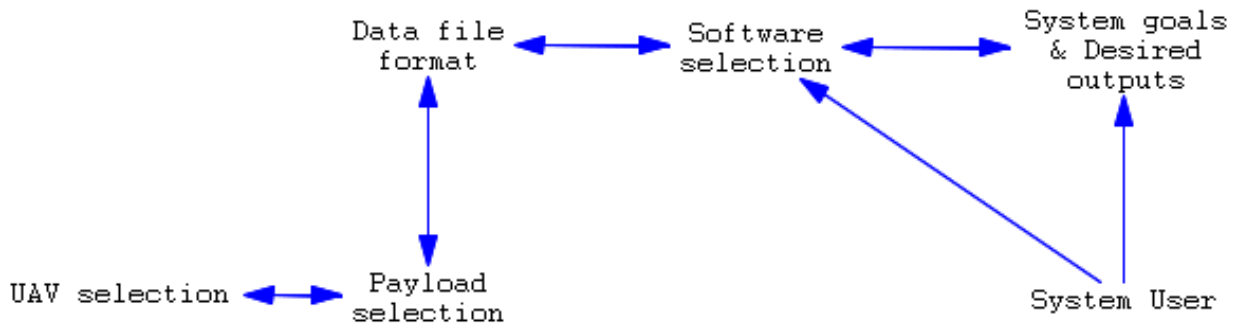 Data file
format
Software
selection
System goals
& Desired
outputs
UAV selection
Payload
selection
System User